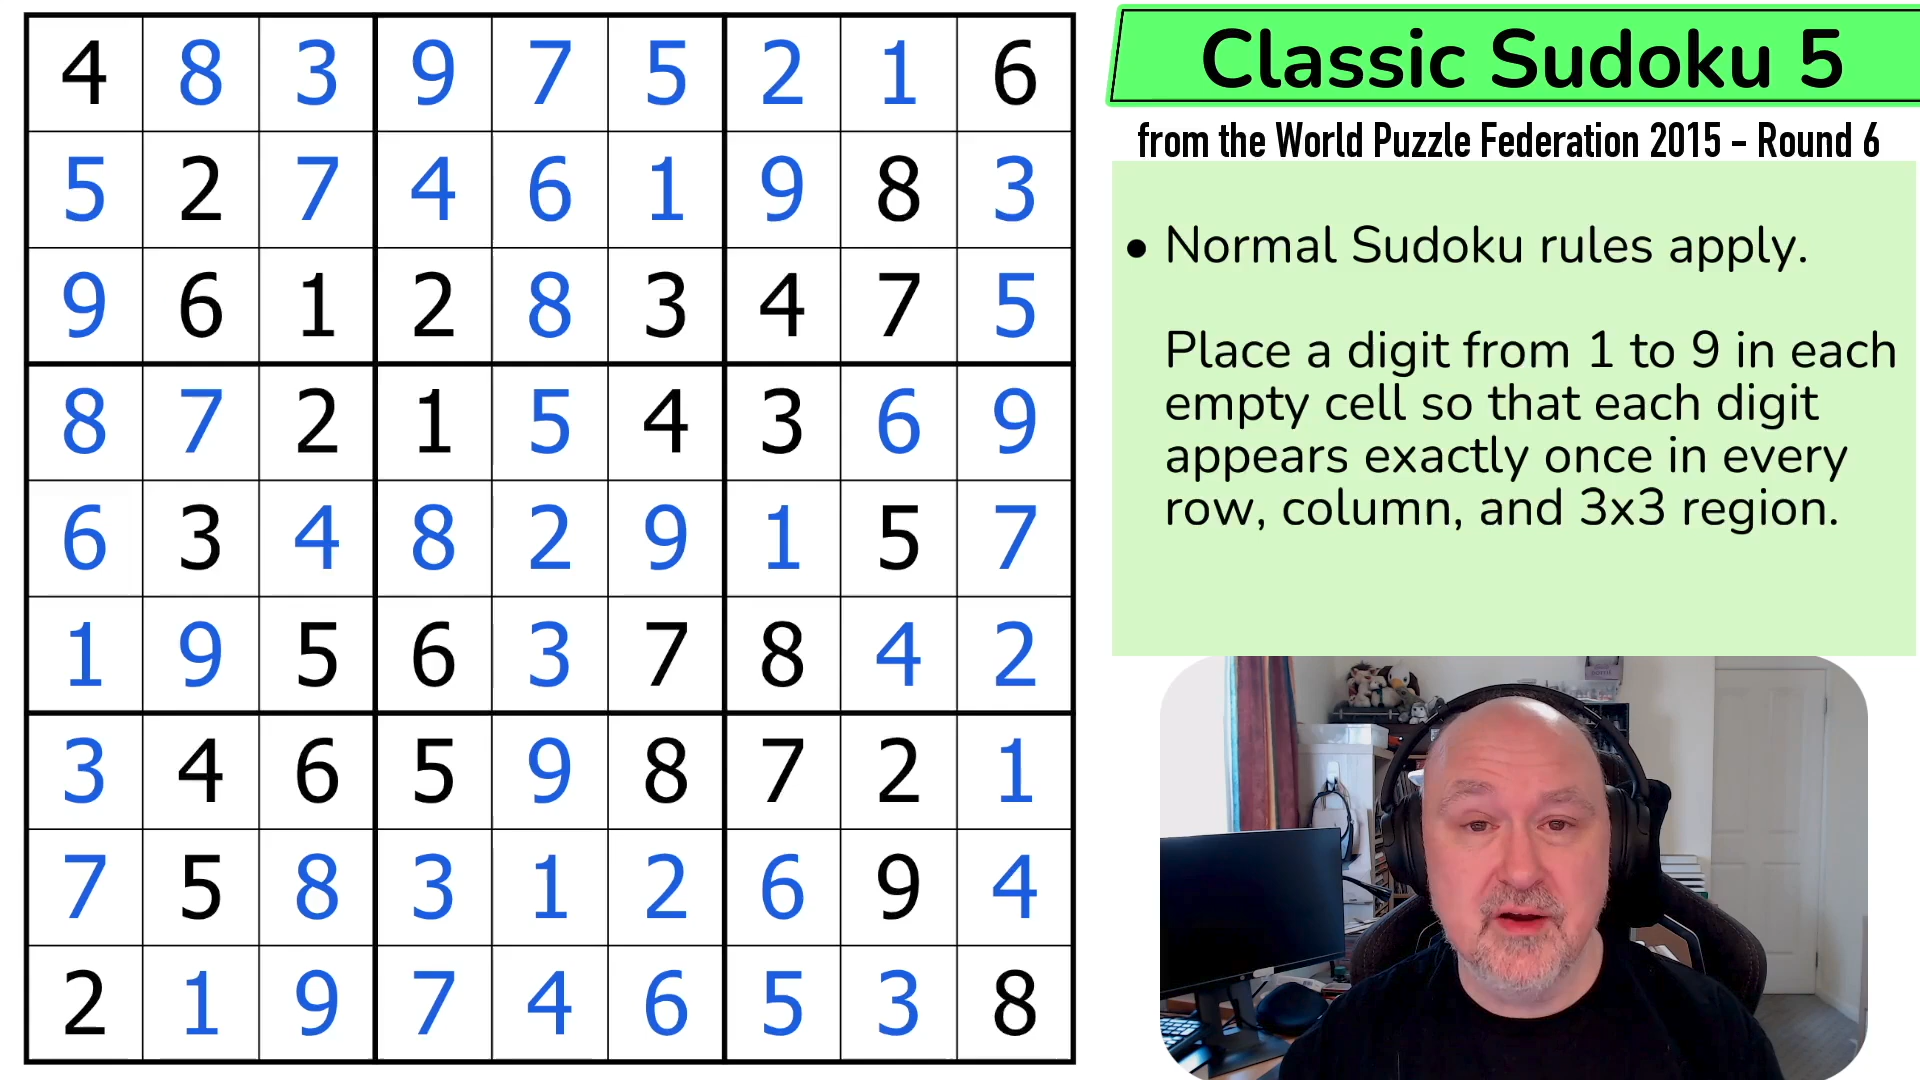 4 8 3 9 7 5 2 1 6
5 2 7 4 6 1 9 8 3
9 6 1 2 8 3 4 7 5
8 7 2 1 5 4 3 6 9
6 3 4 8 2 9 1 5 7
1 9 5 6 3 7 8 4 2
3 4 6 5 9 8 7 2 1
7 5 8 3 1 2 6 9 4
2 1 9 7 4 6 5 3 8
Classic Sudoku 5
from the World Puzzle Federation 2015 - Round 6
• Normal Sudoku rules apply.
Place a digit from 1 to 9 in each
empty cell so that each digit
appears exactly once in every
row, column, and 3x3 region.